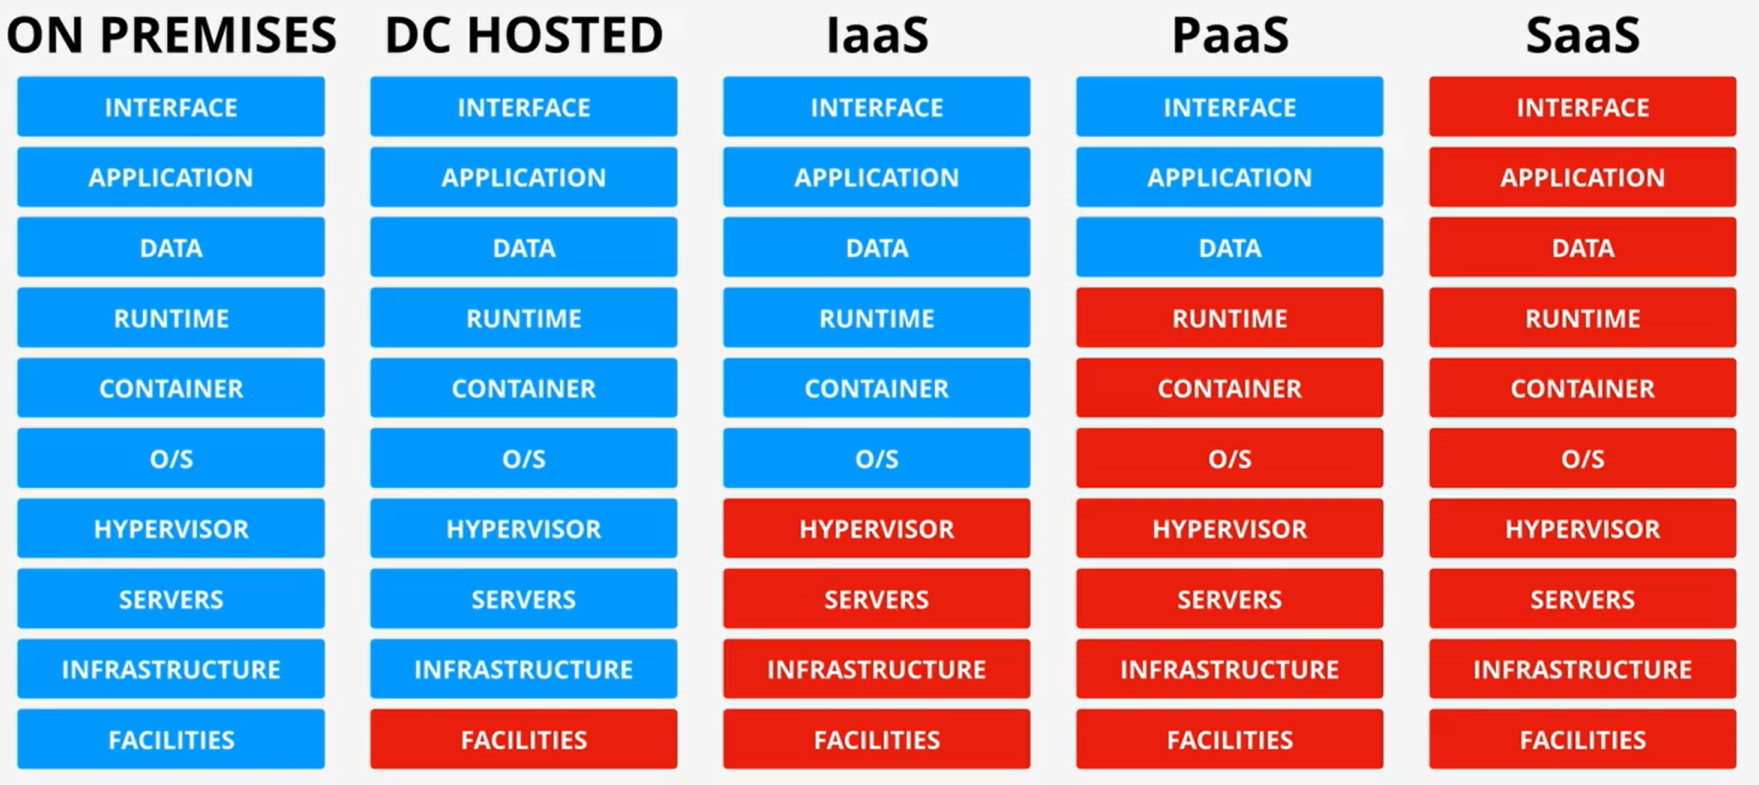 ON PREMISES DC HOSTED IaaS PaaS SaaS
INTERFACE INTERFACE INTERFACE INTERFACE INTERFACE
APPLICATION APPLICATION APPLICATION APPLICATION APPLICATION
DATA DATA DATA DATA DATA
RUNTIME RUNTIME RUNTIME RUNTIME RUNTIME
CONTAINER CONTAINER CONTAINER CONTAINER CONTAINER
O/S O/S O/S O/S O/S
HYPERVISOR HYPERVISOR HYPERVISOR HYPERVISOR HYPERVISOR
SERVERS SERVERS SERVERS SERVERS SERVERS
INFRASTRUCTURE INFRASTRUCTURE INFRASTRUCTURE INFRASTRUCTURE INFRASTRUCTURE
FACILITIES FACILITIES FACILITIES FACILITIES FACILITIES